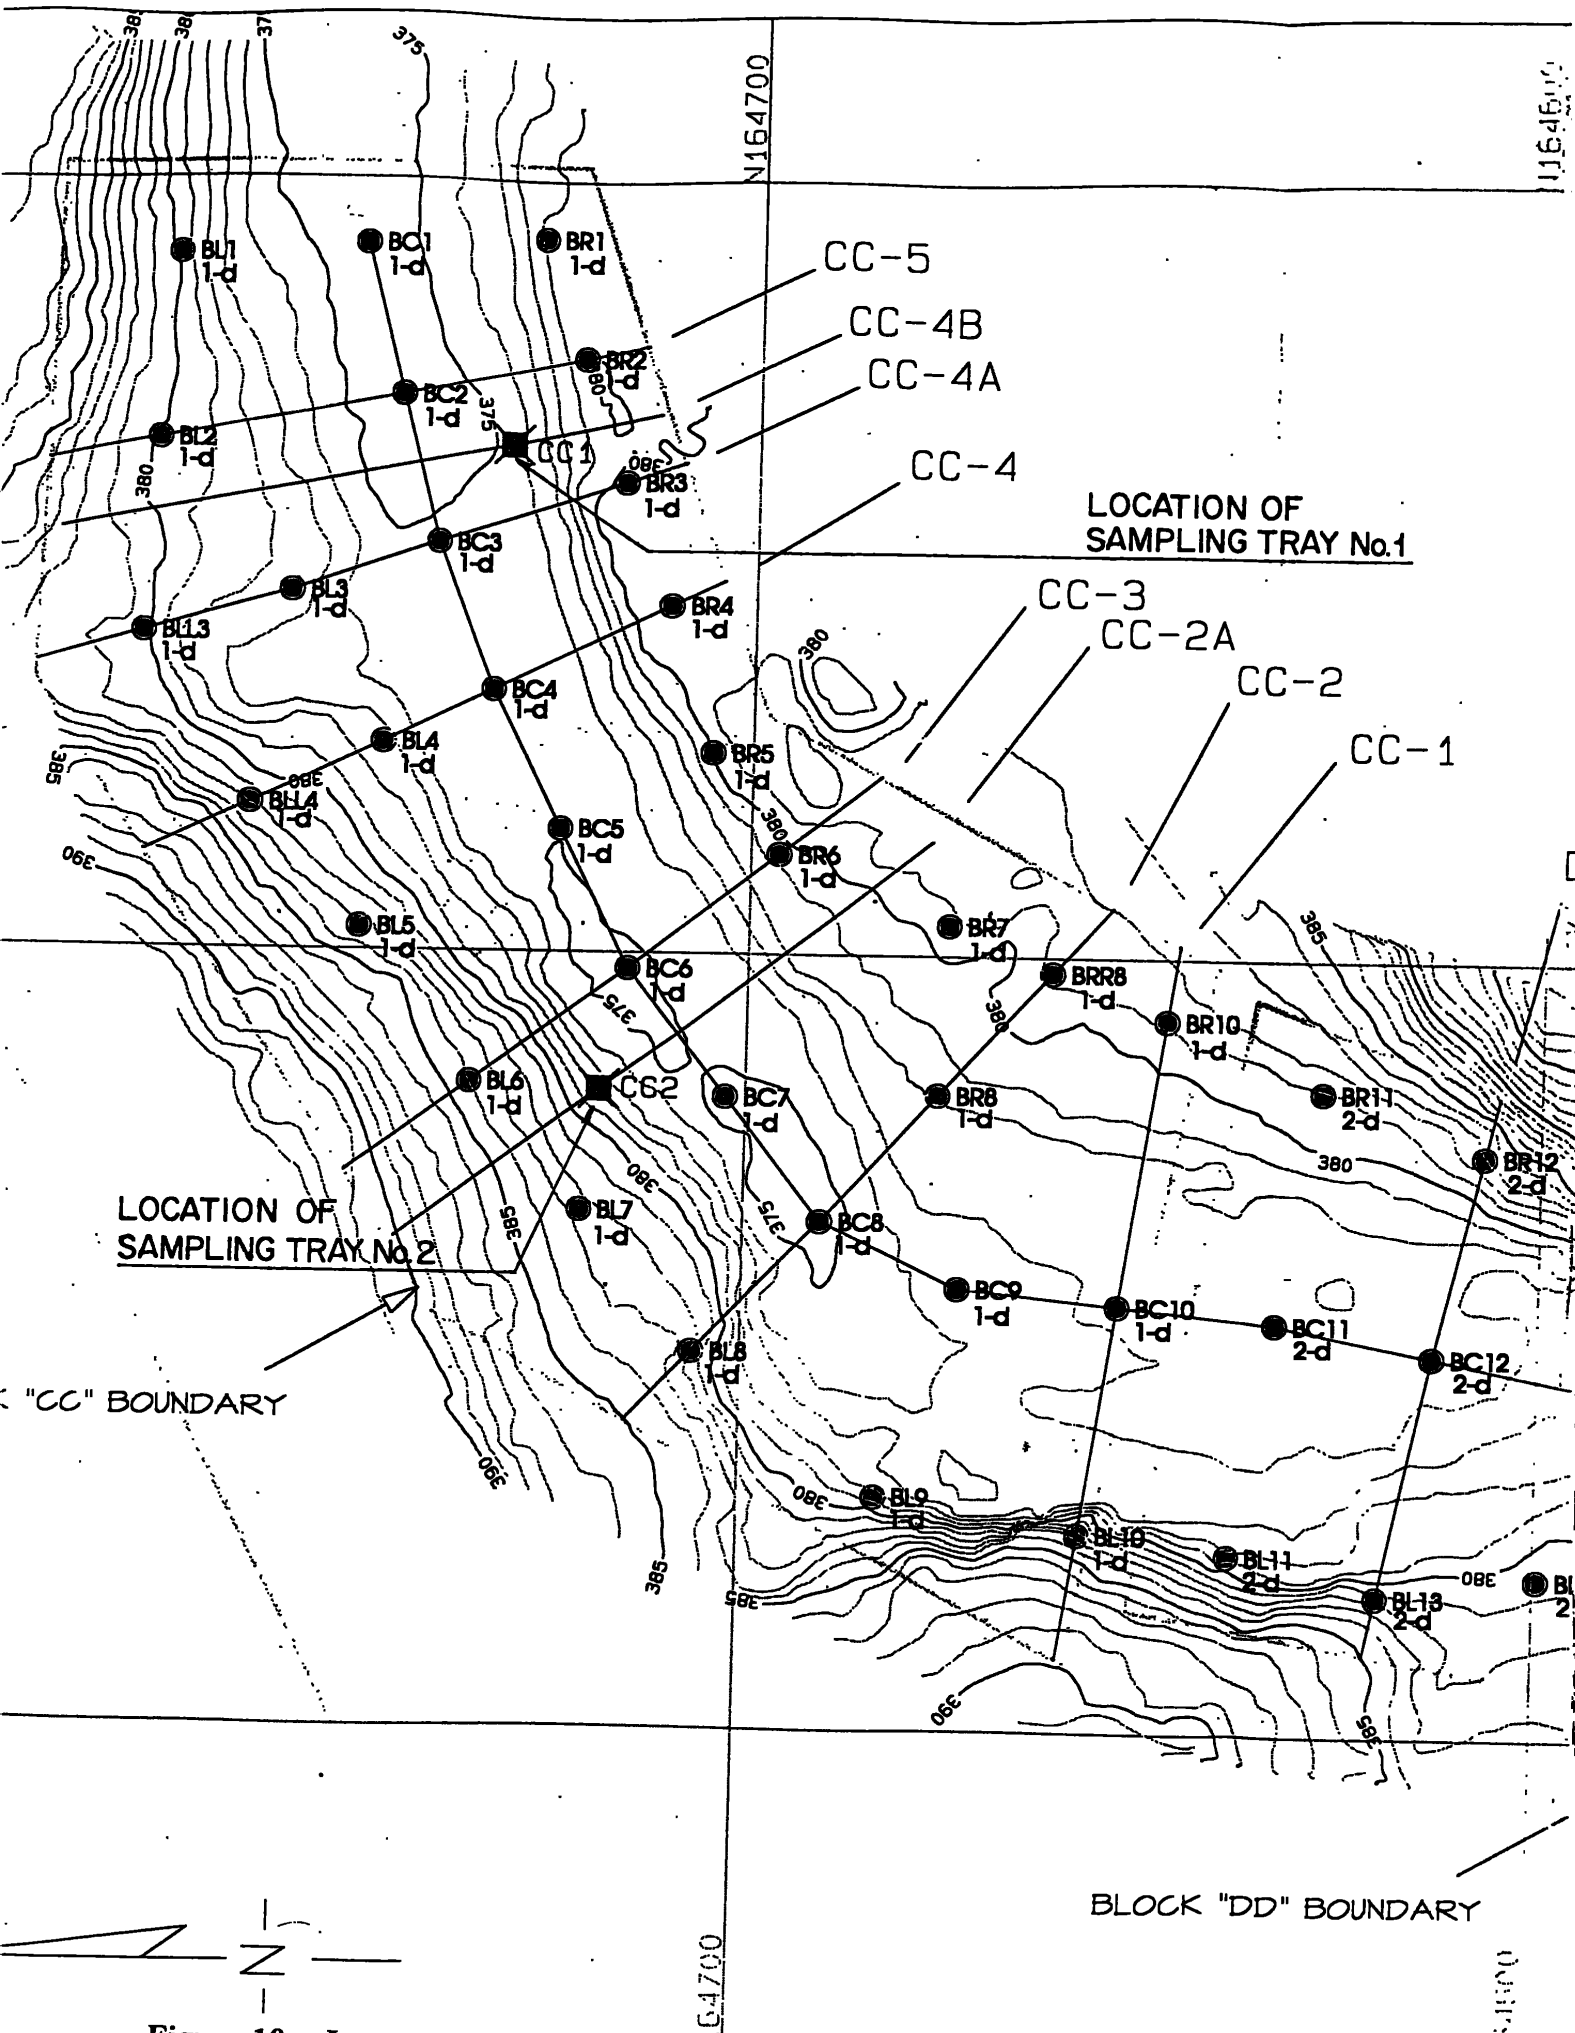 375
N164700
BL1
1-d
BC1
1-d
BR1
1-d
CC-5
CC-4B
CC-4A
BR2
1-d
380
BC2
1-d
375
BL2
1-d
CC1
380
BR3
1-d
CC-4
380
LOCATION OF
SAMPLING TRAY No.1
BC3
1-d
BL3
1-d
BR4
1-d
CC-3
BLL3
1-d
CC-2A
380
CC-2
BC4
1-d
BL4
1-d
CC-1
BR5
1-d
385
380
BLL4
1-d
380
BC5
1-d
BR6
1-d
390
BL5
1-d
BR7
1-d
385
BC6
1-d
BRR8
1-d
375
380
BR10
1-d
BL6
1-d
CC2
BC7
1-d
BR8
1-d
BR11
2-d
380
BR12
2-d
380
LOCATION OF
SAMPLING TRAY No.2
385
BL7
1-d
375
BC8
1-d
BC9
1-d
BC10
1-d
BC11
2-d
BL8
1-d
BC12
2-d
"CC" BOUNDARY
390
380
BL9
1-d
BL10
1-d
BL11
2-d
380
385
385
BL13
2-d
390
385
BLOCK "DD" BOUNDARY
Z
64700